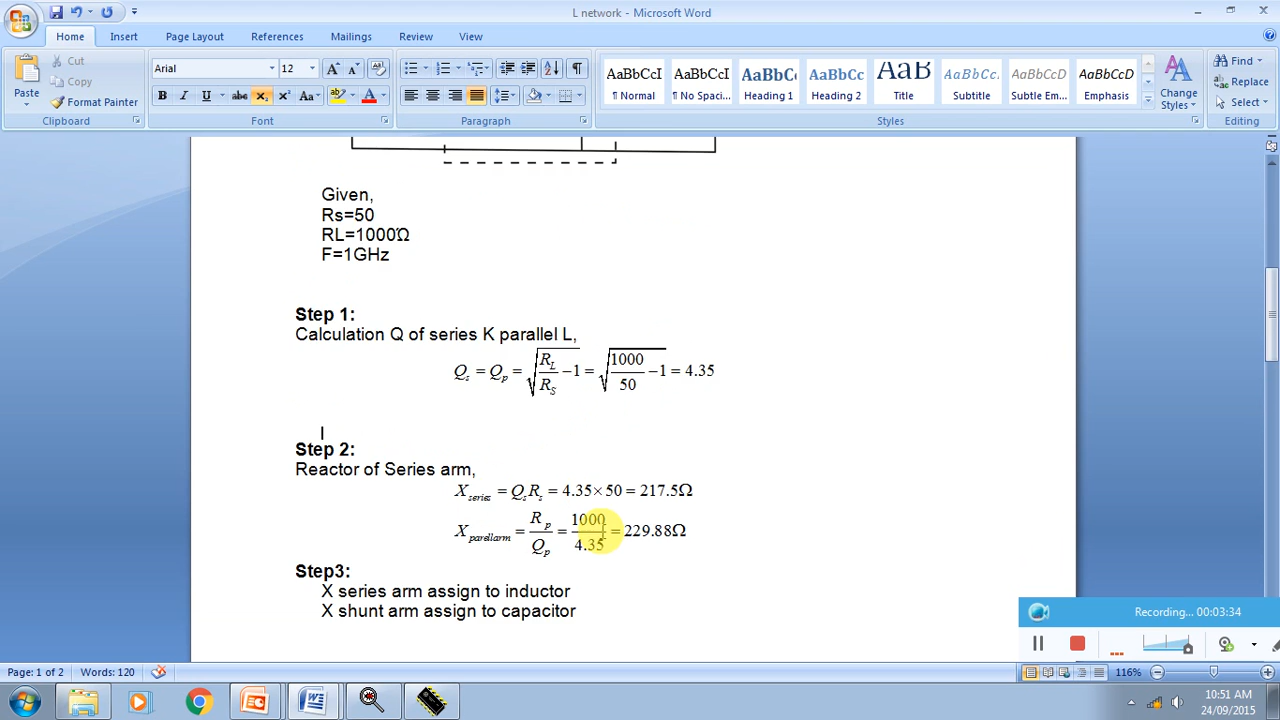 L network - Microsoft Word
Home Insert Page Layout References Mailings Review View
Paste
Cut
Copy
Format Painter
Clipboard
Arial 12
B I U abc X₂ X² Aa A
Font
Paragraph
AaBbCcI AaBbCcI AaBbCc AaBbCc AaB AaBbCcI AaBbCcD AaBbCcD
¶ Normal ¶ No Spaci... Heading 1 Heading 2 Title Subtitle Subtle Em... Emphasis
Styles
Change Styles
Find
Replace
Select
Editing
Given,
Rs=50
RL=1000Ω
F=1GHz
Step 1:
Calculation Q of series K parallel L,
Q_s = Q_p = √(R_L/R_S − 1) = √(1000/50 − 1) = 4.35
Step 2:
Reactor of Series arm,
X_series = Q_s R_s = 4.35 × 50 = 217.5Ω
X_parellarm = R_p/Q_p = 1000/4.35 = 229.88Ω
Step3:
X series arm assign to inductor
X shunt arm assign to capacitor
Recording... 00:03:34
Page: 1 of 2 Words: 120 116%
10:51 AM
24/09/2015